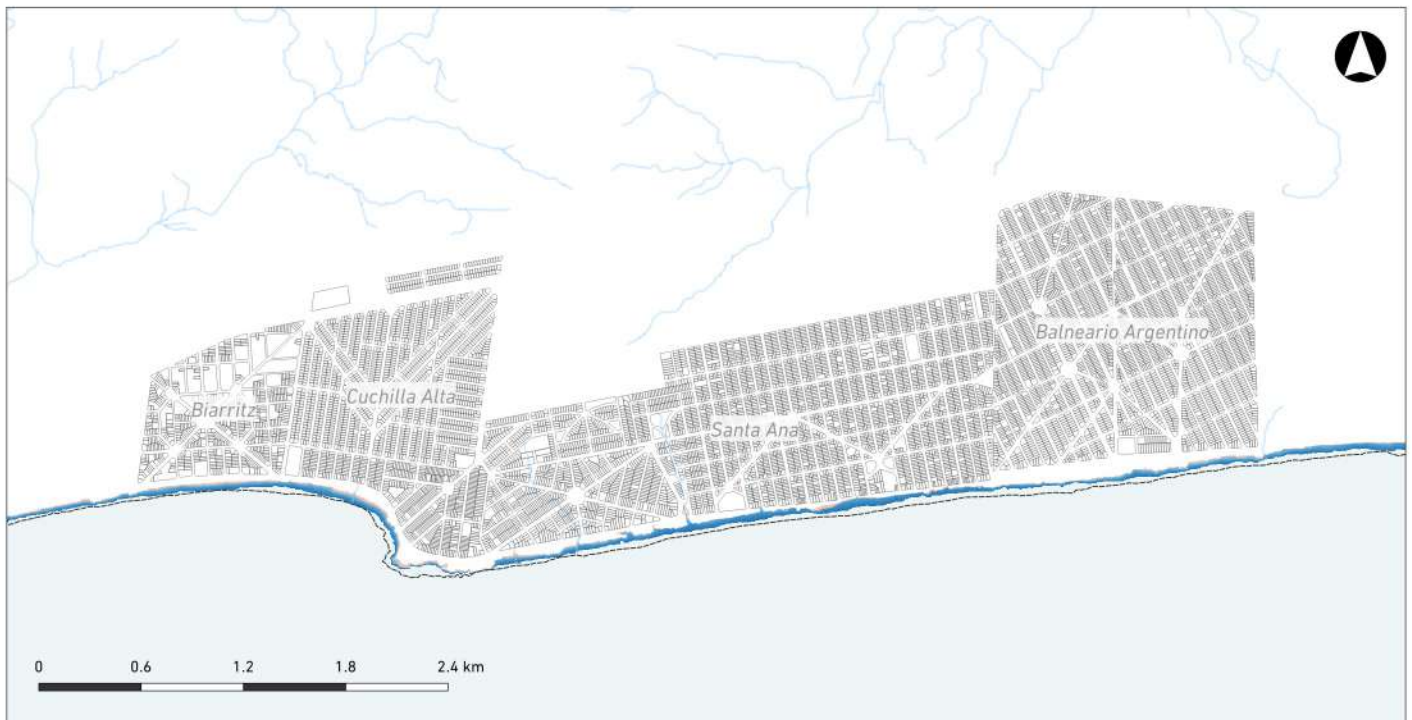 Balneario Argentino
Cuchilla Alta
Biarritz
Santa Ana
0 0.6 1.2 1.8 2.4 km